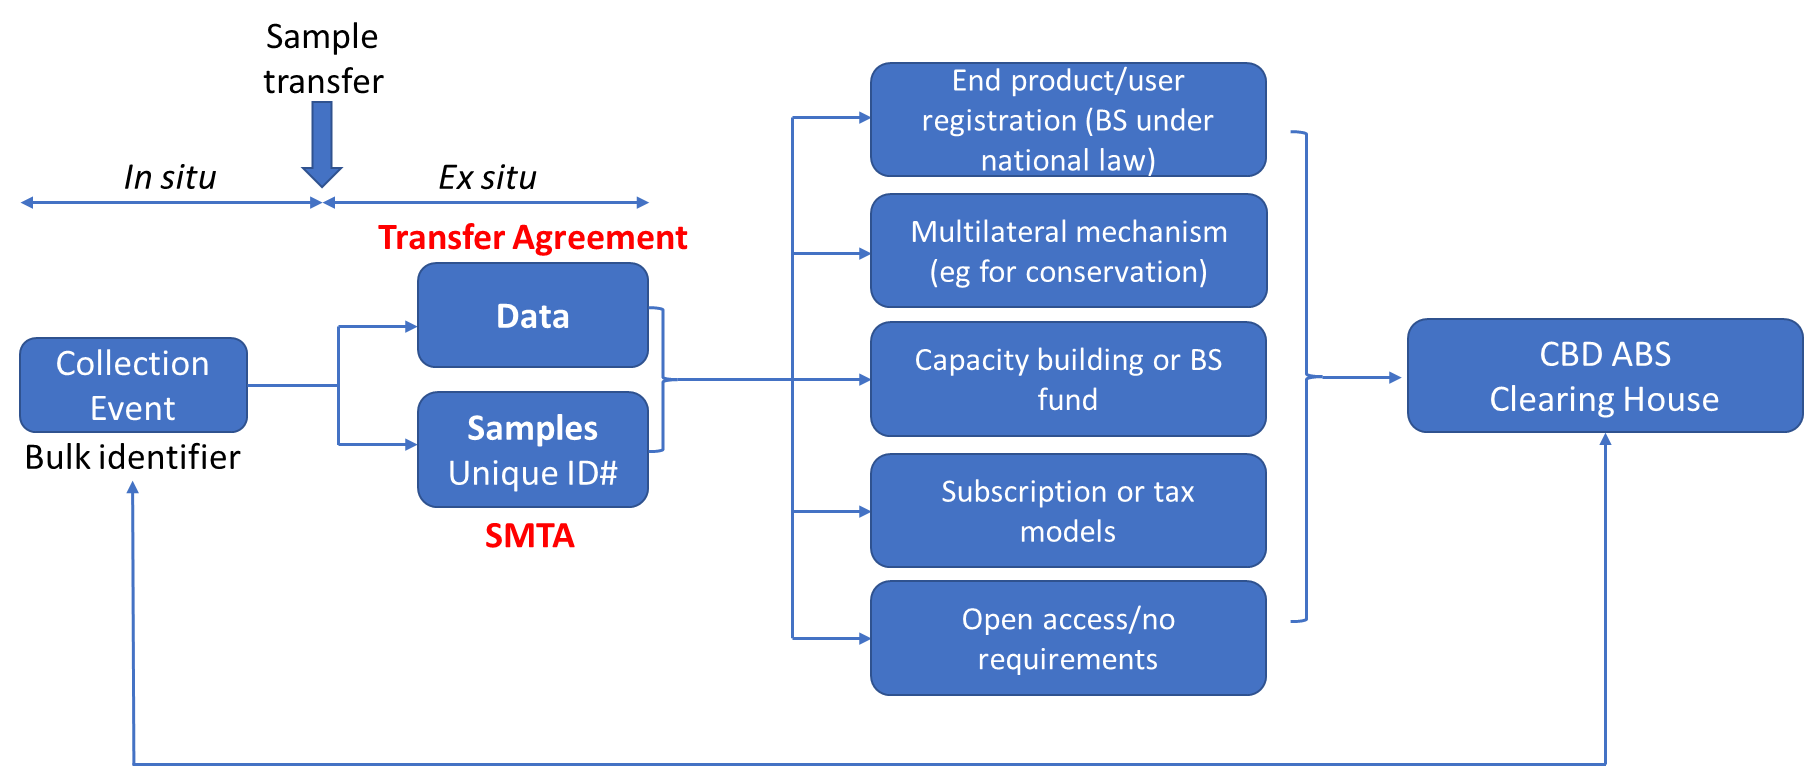 Sample
transfer
In situ
Ex situ
Transfer Agreement
Data
Collection
Event
Bulk identifier
Samples
Unique ID#
SMTA
End product/user
registration (BS under
national law)
Multilateral mechanism
(eg for conservation)
Capacity building or BS
fund
Subscription or tax
models
Open access/no
requirements
CBD ABS
Clearing House